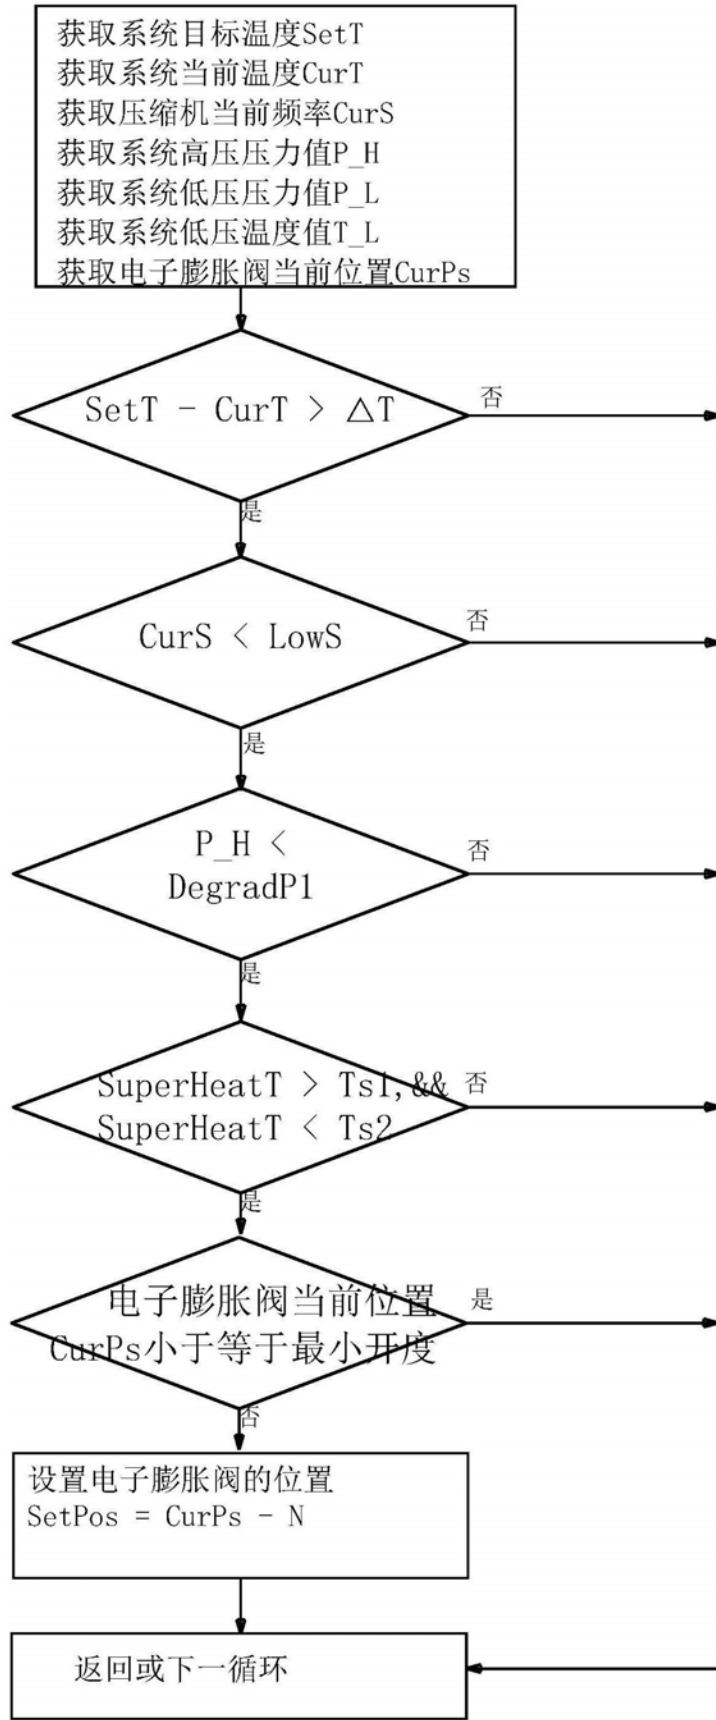 获取系统目标温度SetT
获取系统当前温度CurT
获取压缩机当前频率CurS
获取系统高压压力值P_H
获取系统低压压力值P_L
获取系统低压温度值T_L
获取电子膨胀阀当前位置CurPs
SetT - CurT > △T
否
是
CurS < LowS
否
是
P_H <
DegradP1
否
是
SuperHeatT > Ts1,&&
SuperHeatT < Ts2
否
是
电子膨胀阀当前位置
CurPs小于等于最小开度
是
否
设置电子膨胀阀的位置
SetPos = CurPs - N
返回或下一循环